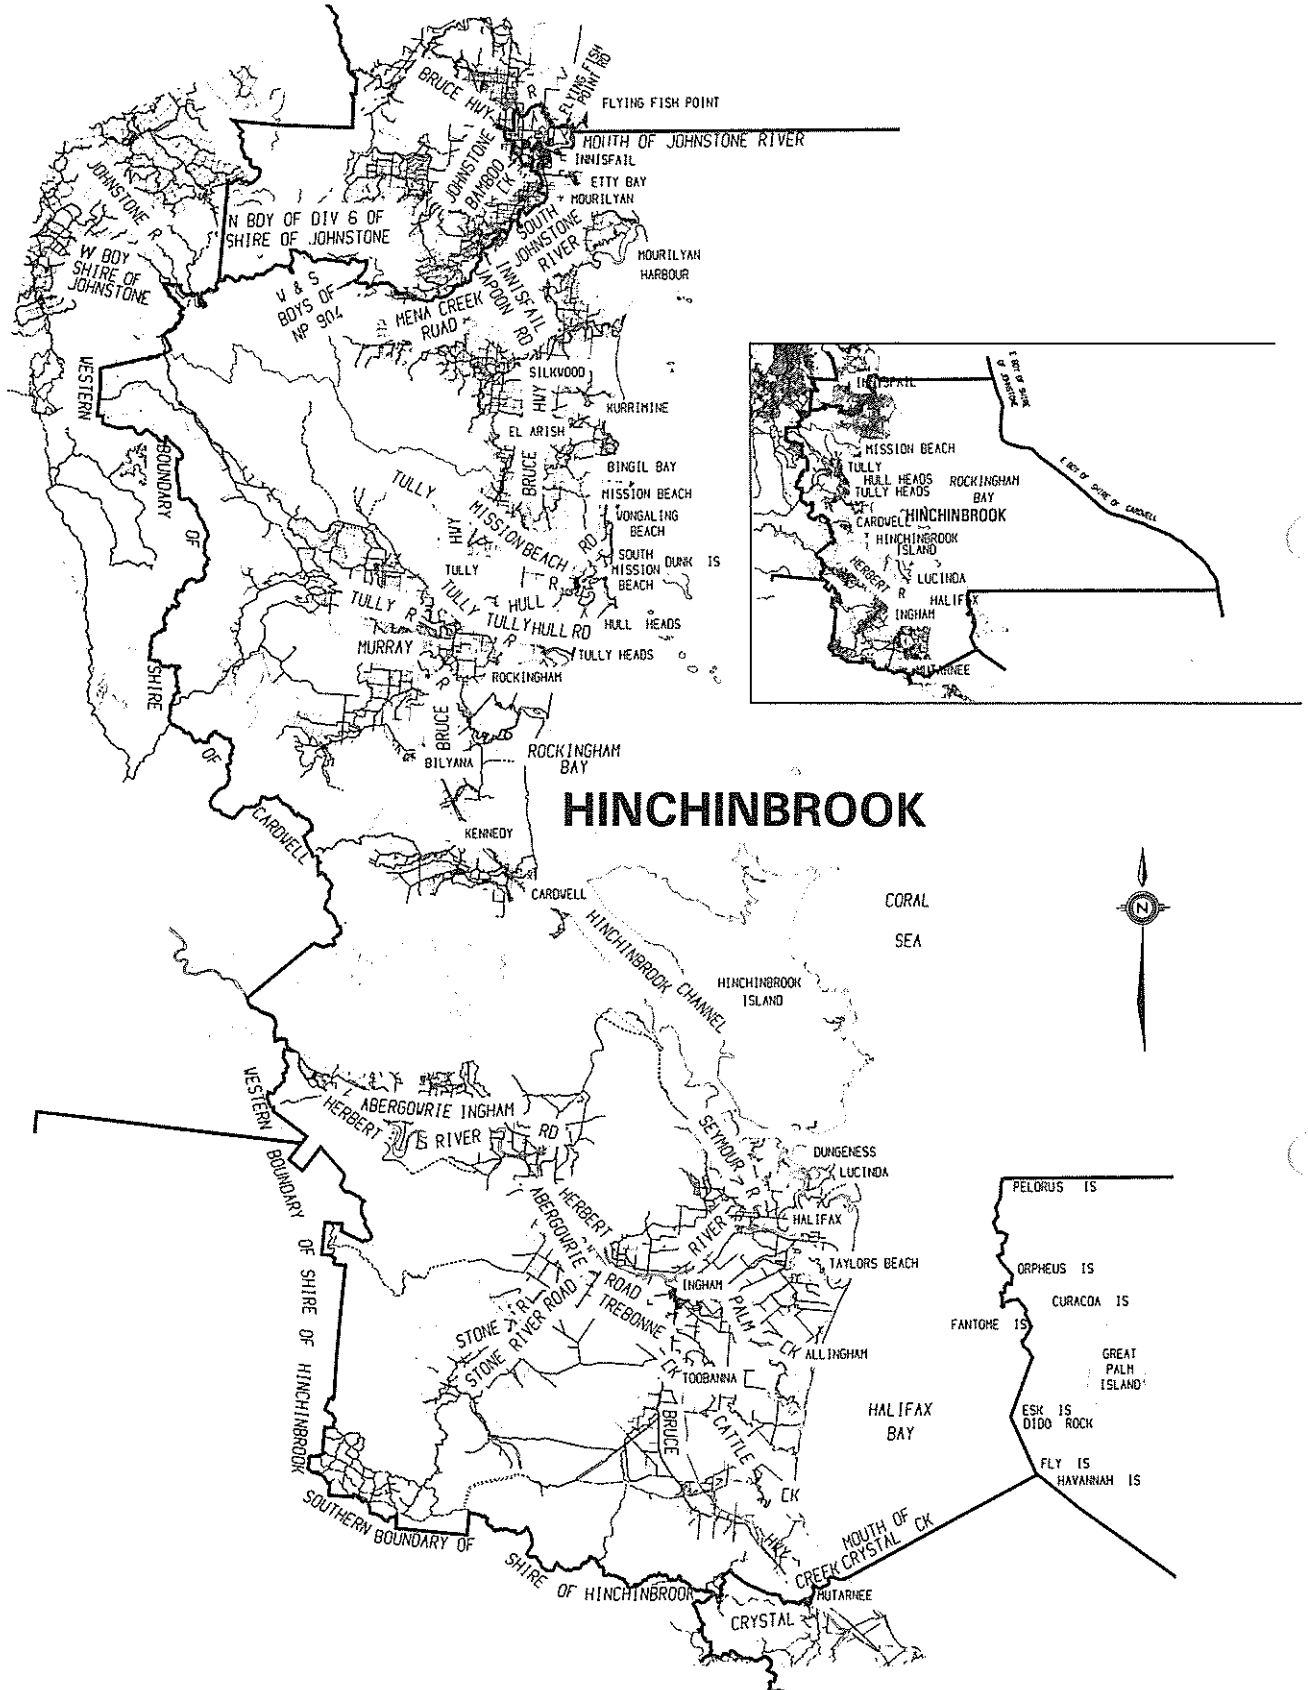 BRUCE HWY
R
FLYING FISH
POINT RD
FLYING FISH POINT
MOUTH OF JOHNSTONE RIVER
INNISFAIL
ETTY BAY
MOURILYAN
JOHNSTONE
BAMBOO
CK
JOHNSTONE R
N BDY OF DIV 6 OF
SHIRE OF JOHNSTONE
W BDY
SHIRE OF
JOHNSTONE
SOUTH
JOHNSTONE
RIVER
MOURILYAN
HARBOUR
W & S
BDYS OF
NP 904
MENA CREEK
ROAD
INNISFAIL
JAPOON RD
SILKWOOD
KURRIMINE
EL ARISH
BRUCE HWY
BINGIL BAY
MISSION BEACH
WONGALING
BEACH
SOUTH
MISSION
BEACH
DUNK IS
TULLY
MISSION BEACH RD
HWY
TULLY
TULLY
HULL
R
TULLY HULL RD
HULL HEADS
TULLY R
R
TULLY HEADS
MURRAY
R
ROCKINGHAM
BRUCE
BILYANA
ROCKINGHAM
BAY
WESTERN BOUNDARY OF SHIRE OF CARDWELL
INNISFAIL
E BDY OF SHIRE
OF JOHNSTONE
MISSION BEACH
TULLY
HULL HEADS
TULLY HEADS
ROCKINGHAM
BAY
E BDY OF SHIRE OF CARDWELL
CARDWELL
HINCHINBROOK
HINCHINBROOK
ISLAND
HERBERT
R
LUCINDA
HALIFAX
INGHAM
MUTARNEE
HINCHINBROOK
KENNEDY
CARDWELL
CORAL
SEA
N
HINCHINBROOK CHANNEL
HINCHINBROOK
ISLAND
WESTERN BOUNDARY OF SHIRE OF HINCHINBROOK
ABERGOWRIE INGHAM
RD
HERBERT
RIVER
SEYMOUR
R
DUNGENESS
LUCINDA
HALIFAX
TAYLORS BEACH
HERBERT
RIVER
ABERGOWRIE
ROAD
INGHAM
TREBONNE
CK
PALM
CK
STONE R
STONE RIVER ROAD
ALLINGHAM
TOOBANNA
BRUCE
CATTLE
CK
HWY
HALIFAX
BAY
PELORUS IS
ORPHEUS IS
CURACOA IS
FANTOME IS
GREAT
PALM
ISLAND
ESK IS
DIDO ROCK
FLY IS
HAVANNAH IS
MOUTH OF
CRYSTAL CK
CREEK
MUTARNEE
CRYSTAL
SOUTHERN BOUNDARY OF SHIRE OF HINCHINBROOK